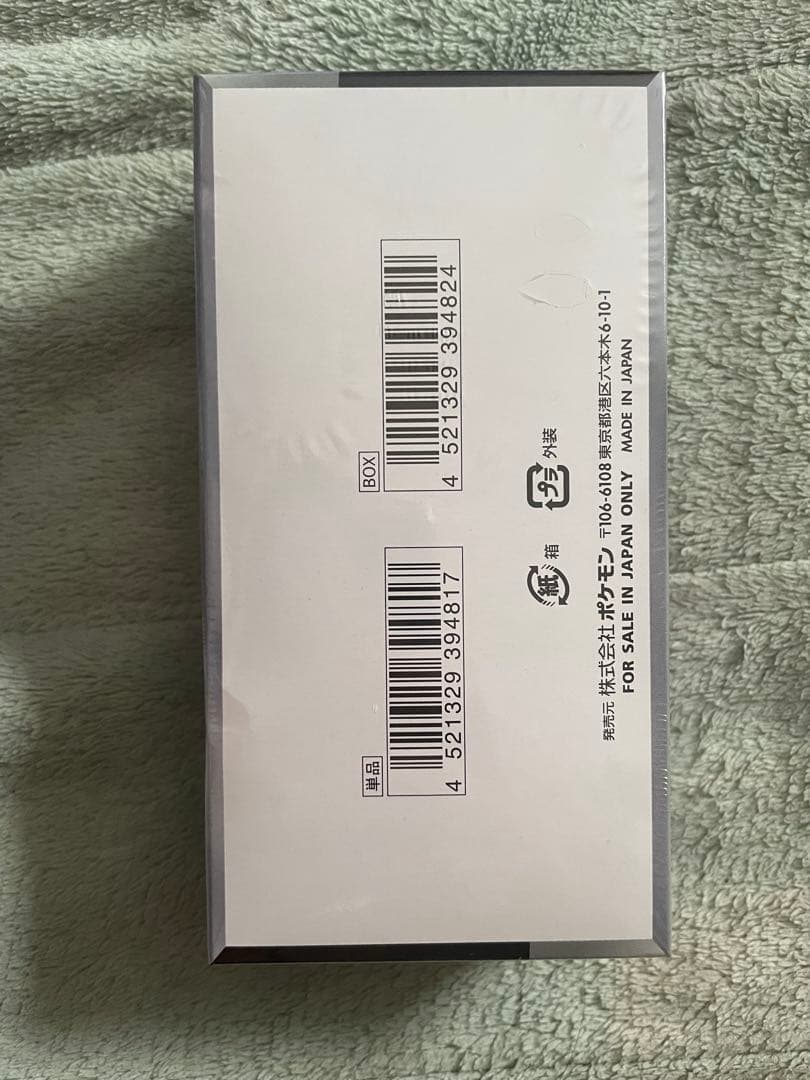 単品
4 521329 394817
BOX
4 521329 394824
紙 箱
プラ 外装
発売元 株式会社 ポケモン 〒106-6108 東京都港区六本木6-10-1
FOR SALE IN JAPAN ONLY MADE IN JAPAN